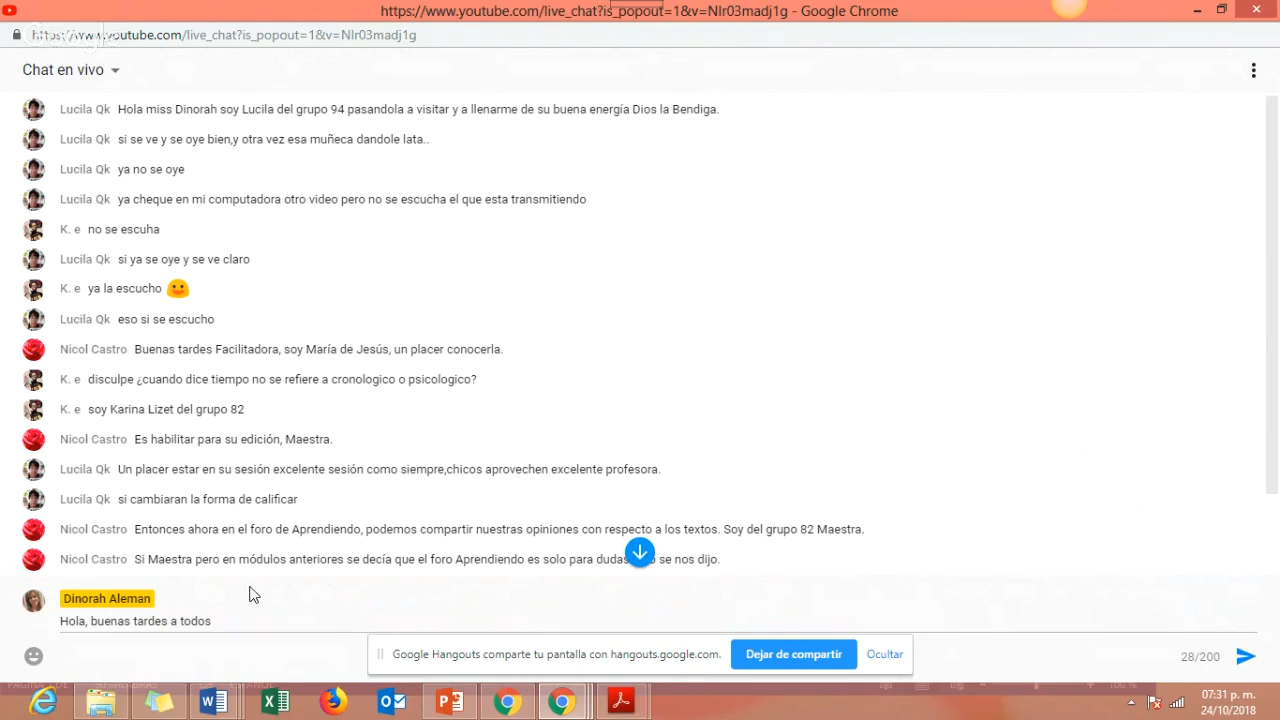 https://www.youtube.com/live_chat?is_popout=1&v=NIr03madj1g - Google Chrome
https://www.youtube.com/live_chat?is_popout=1&v=NIr03madj1g
Chat en vivo
Lucila Qk Hola miss Dinorah soy Lucila del grupo 94 pasandola a visitar y a llenarme de su buena energía Dios la Bendiga.
Lucila Qk si se ve y se oye bien,y otra vez esa muñeca dandole lata..
Lucila Qk ya no se oye
Lucila Qk ya cheque en mi computadora otro video pero no se escucha el que esta transmitiendo
K. e no se escuha
Lucila Qk si ya se oye y se ve claro
K. e ya la escucho
Lucila Qk eso si se escucho
Nicol Castro Buenas tardes Facilitadora, soy María de Jesús, un placer conocerla.
K. e disculpe ¿cuando dice tiempo no se refiere a cronologico o psicologico?
K. e soy Karina Lizet del grupo 82
Nicol Castro Es habilitar para su edición, Maestra.
Lucila Qk Un placer estar en su sesión excelente sesión como siempre,chicos aprovechen excelente profesora.
Lucila Qk si cambiaran la forma de calificar
Nicol Castro Entonces ahora en el foro de Aprendiendo, podemos compartir nuestras opiniones con respecto a los textos. Soy del grupo 82 Maestra.
Nicol Castro Si Maestra pero en módulos anteriores se decía que el foro Aprendiendo es solo para dudas se nos dijo.
Dinorah Aleman
Hola, buenas tardes a todos
Google Hangouts comparte tu pantalla con hangouts.google.com.
Dejar de compartir
Ocultar
28/200
07:31 p. m.
24/10/2018